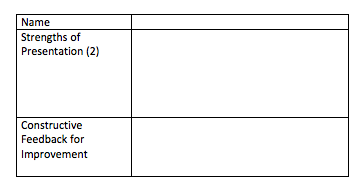 Name
Strengths of
Presentation (2)
Constructive
Feedback for
Improvement